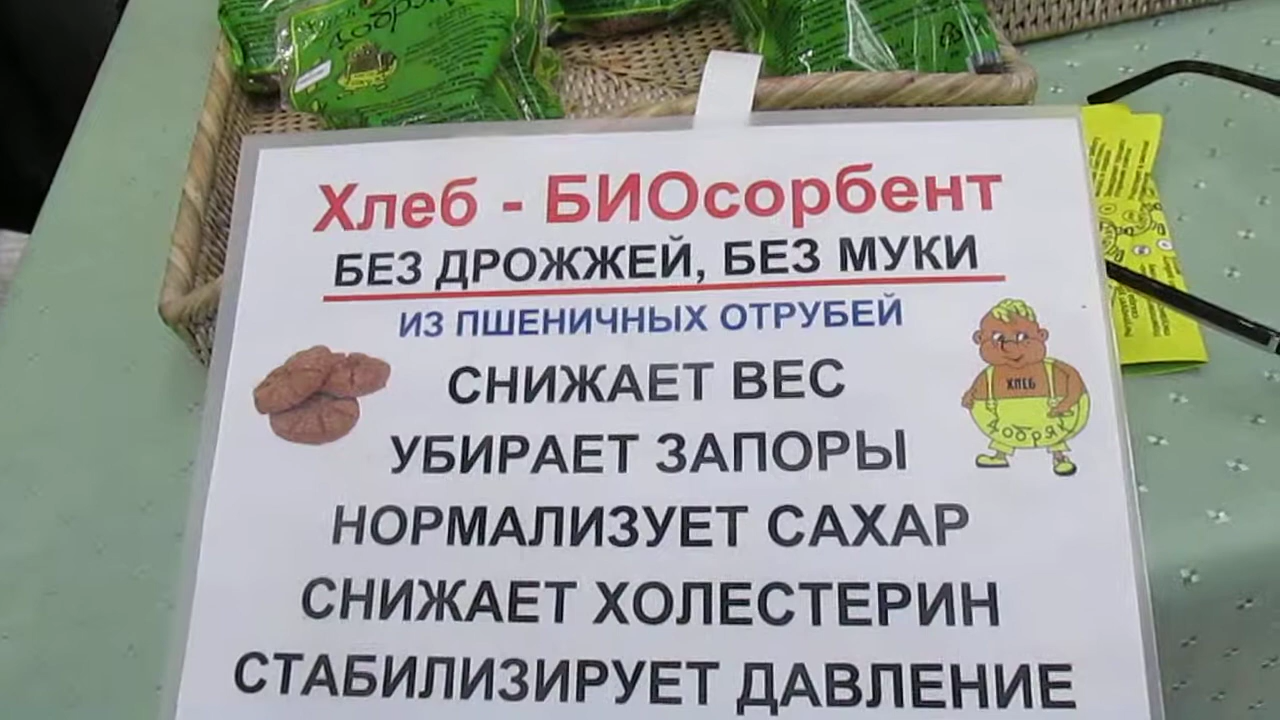 Хлеб - БИОсорбент
БЕЗ ДРОЖЖЕЙ, БЕЗ МУКИ
ИЗ ПШЕНИЧНЫХ ОТРУБЕЙ
СНИЖАЕТ ВЕС
УБИРАЕТ ЗАПОРЫ
НОРМАЛИЗУЕТ САХАР
СНИЖАЕТ ХОЛЕСТЕРИН
СТАБИЛИЗИРУЕТ ДАВЛЕНИЕ
ХЛЕБ
добряк